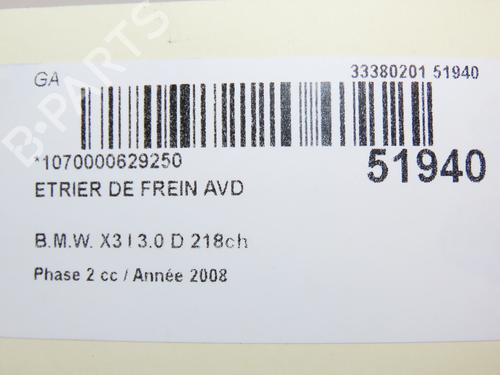 GA
33380201 51940
*1070000629250
51940
ETRIER DE FREIN AVD
B.M.W. X3 I 3.0 D 218ch
Phase 2 cc / Année 2008
B-PARTS